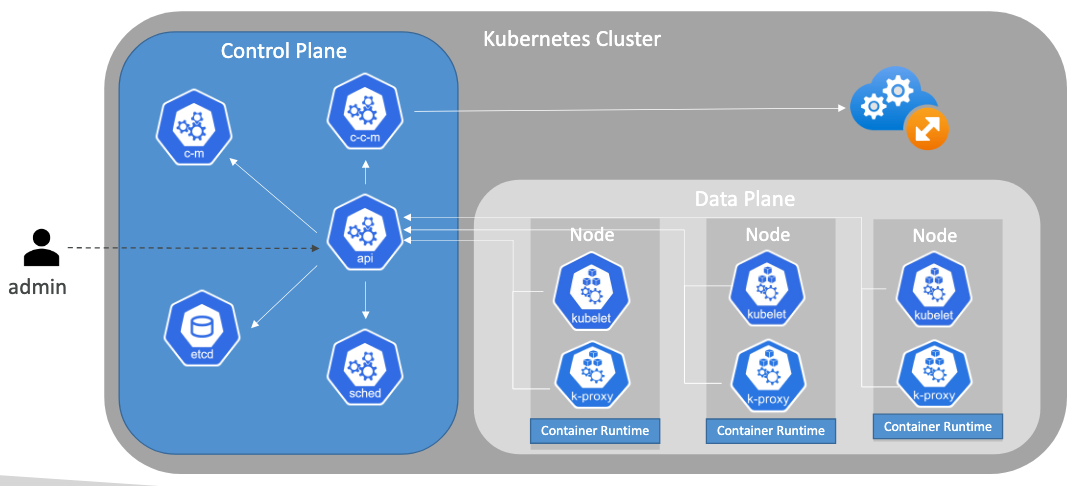 Kubernetes Cluster
Control Plane
c-m
c-c-m
api
etcd
sched
admin
Data Plane
Node
kubelet
k-proxy
Container Runtime
Node
kubelet
k-proxy
Container Runtime
Node
kubelet
k-proxy
Container Runtime